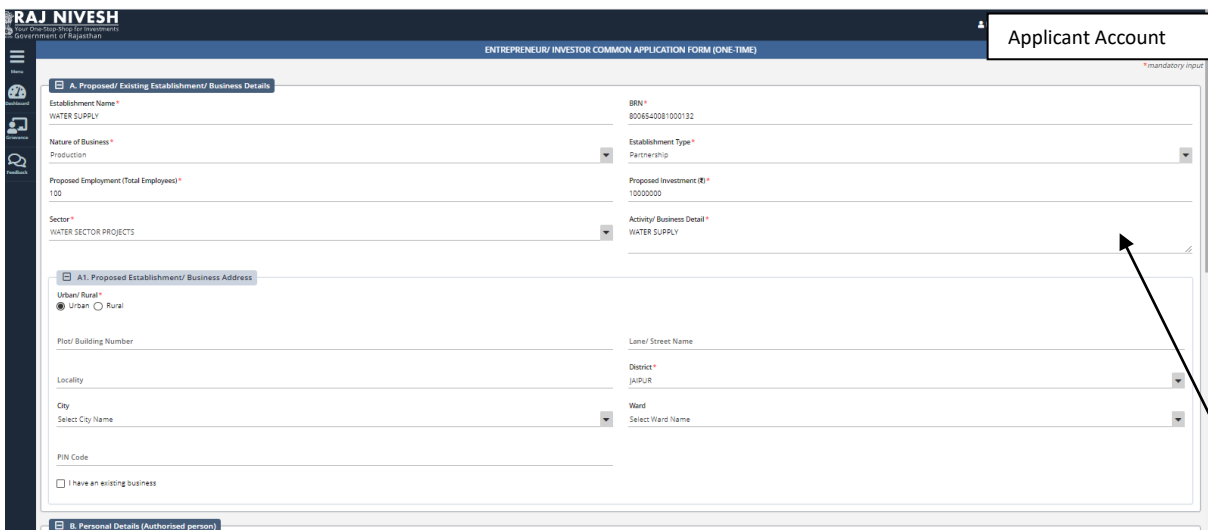 RAJ NIVESH
Your One-Stop-Shop for Investments
Government of Rajasthan
Applicant Account
ENTREPRENEUR/ INVESTOR COMMON APPLICATION FORM (ONE-TIME)
Menu
* mandatory input
A. Proposed/ Existing Establishment/ Business Details
Dashboard
Establishment Name *
BRN *
WATER SUPPLY
8006540081000132
Grievance
Nature of Business *
Establishment Type *
Production
Partnership
Feedback
Proposed Employment (Total Employees) *
Proposed Investment (₹) *
100
10000000
Sector *
Activity/ Business Detail *
WATER SECTOR PROJECTS
WATER SUPPLY
A1. Proposed Establishment/ Business Address
Urban/ Rural *
Urban Rural
Plot/ Building Number
Lane/ Street Name
District *
Locality
JAIPUR
City
Ward
Select City Name
Select Ward Name
PIN Code
I have an existing business
B. Personal Details (Authorised person)